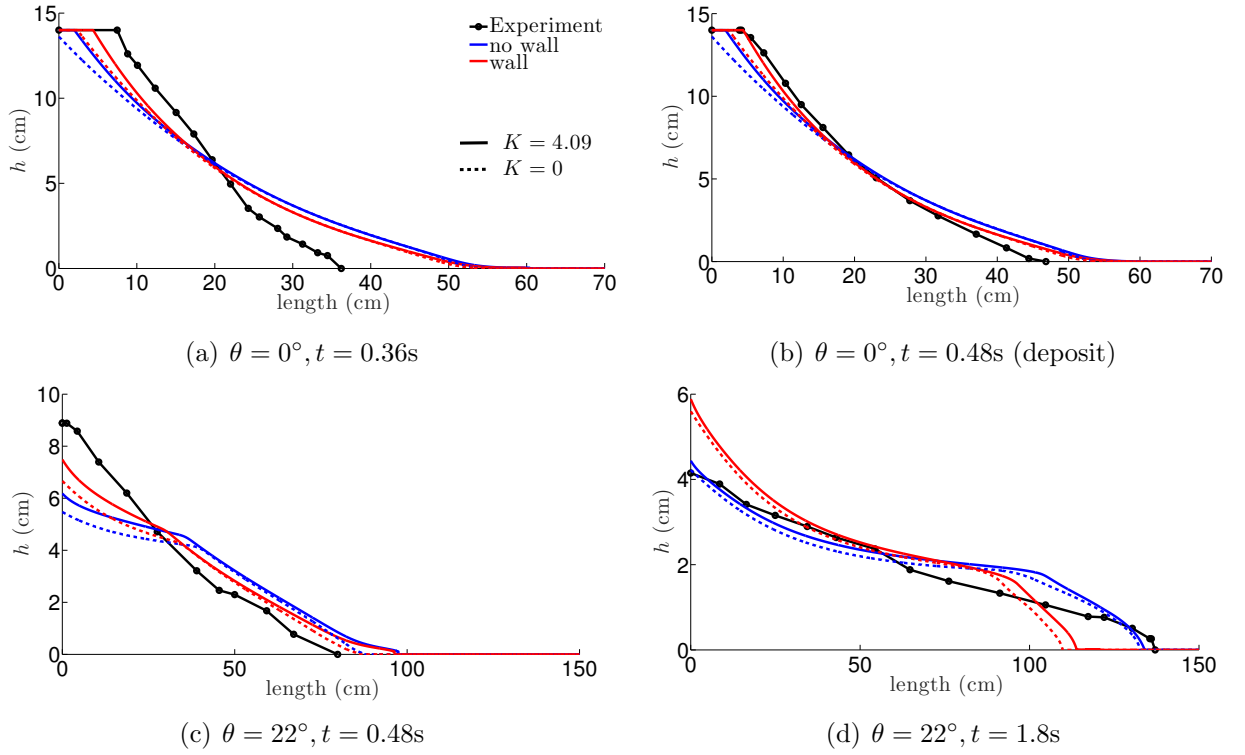 15
10
5
0
h (cm)
0 10 20 30 40 50 60 70
length (cm)
Experiment
no wall
wall
K = 4.09
K = 0
(a) θ = 0°, t = 0.36s
15
10
5
0
h (cm)
0 10 20 30 40 50 60 70
length (cm)
(b) θ = 0°, t = 0.48s (deposit)
10
8
6
4
2
0
h (cm)
0 50 100 150
length (cm)
(c) θ = 22°, t = 0.48s
6
4
2
0
h (cm)
0 50 100 150
length (cm)
(d) θ = 22°, t = 1.8s